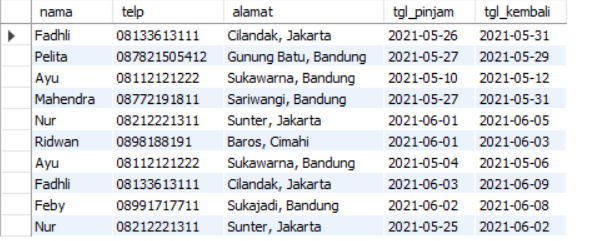 nama telp alamat tgl_pinjam tgl_kembali
Fadhli 08133613111 Cilandak, Jakarta 2021-05-26 2021-05-31
Pelita 087821505412 Gunung Batu, Bandung 2021-05-27 2021-05-29
Ayu 08112121222 Sukawarna, Bandung 2021-05-10 2021-05-12
Mahendra 08772191811 Sariwangi, Bandung 2021-05-27 2021-05-31
Nur 08212221311 Sunter, Jakarta 2021-06-01 2021-06-05
Ridwan 0898188191 Baros, Cimahi 2021-06-01 2021-06-03
Ayu 08112121222 Sukawarna, Bandung 2021-05-04 2021-05-06
Fadhli 08133613111 Cilandak, Jakarta 2021-06-03 2021-06-09
Feby 08991717711 Sukajadi, Bandung 2021-06-02 2021-06-08
Nur 08212221311 Sunter, Jakarta 2021-05-25 2021-06-02